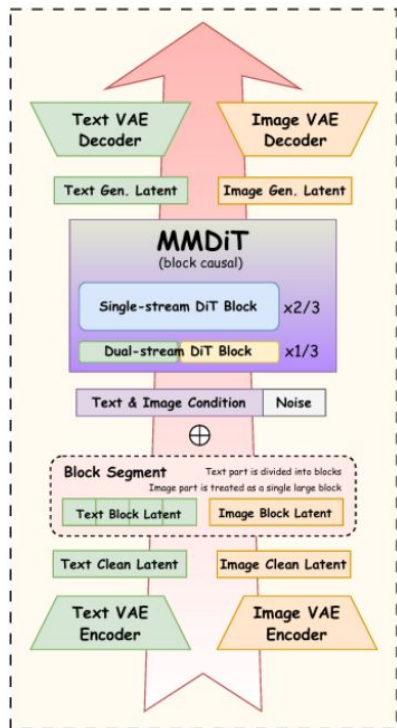 Text VAE
Decoder
Image VAE
Decoder
Text Gen. Latent
Image Gen. Latent
MMDiT
(block causal)
Single-stream DiT Block
x2/3
Dual-stream DiT Block
x1/3
Text & Image Condition
Noise
Block Segment
Text part is divided into blocks
Image part is treated as a single large block
Text Block Latent
Image Block Latent
Text Clean Latent
Image Clean Latent
Text VAE
Encoder
Image VAE
Encoder